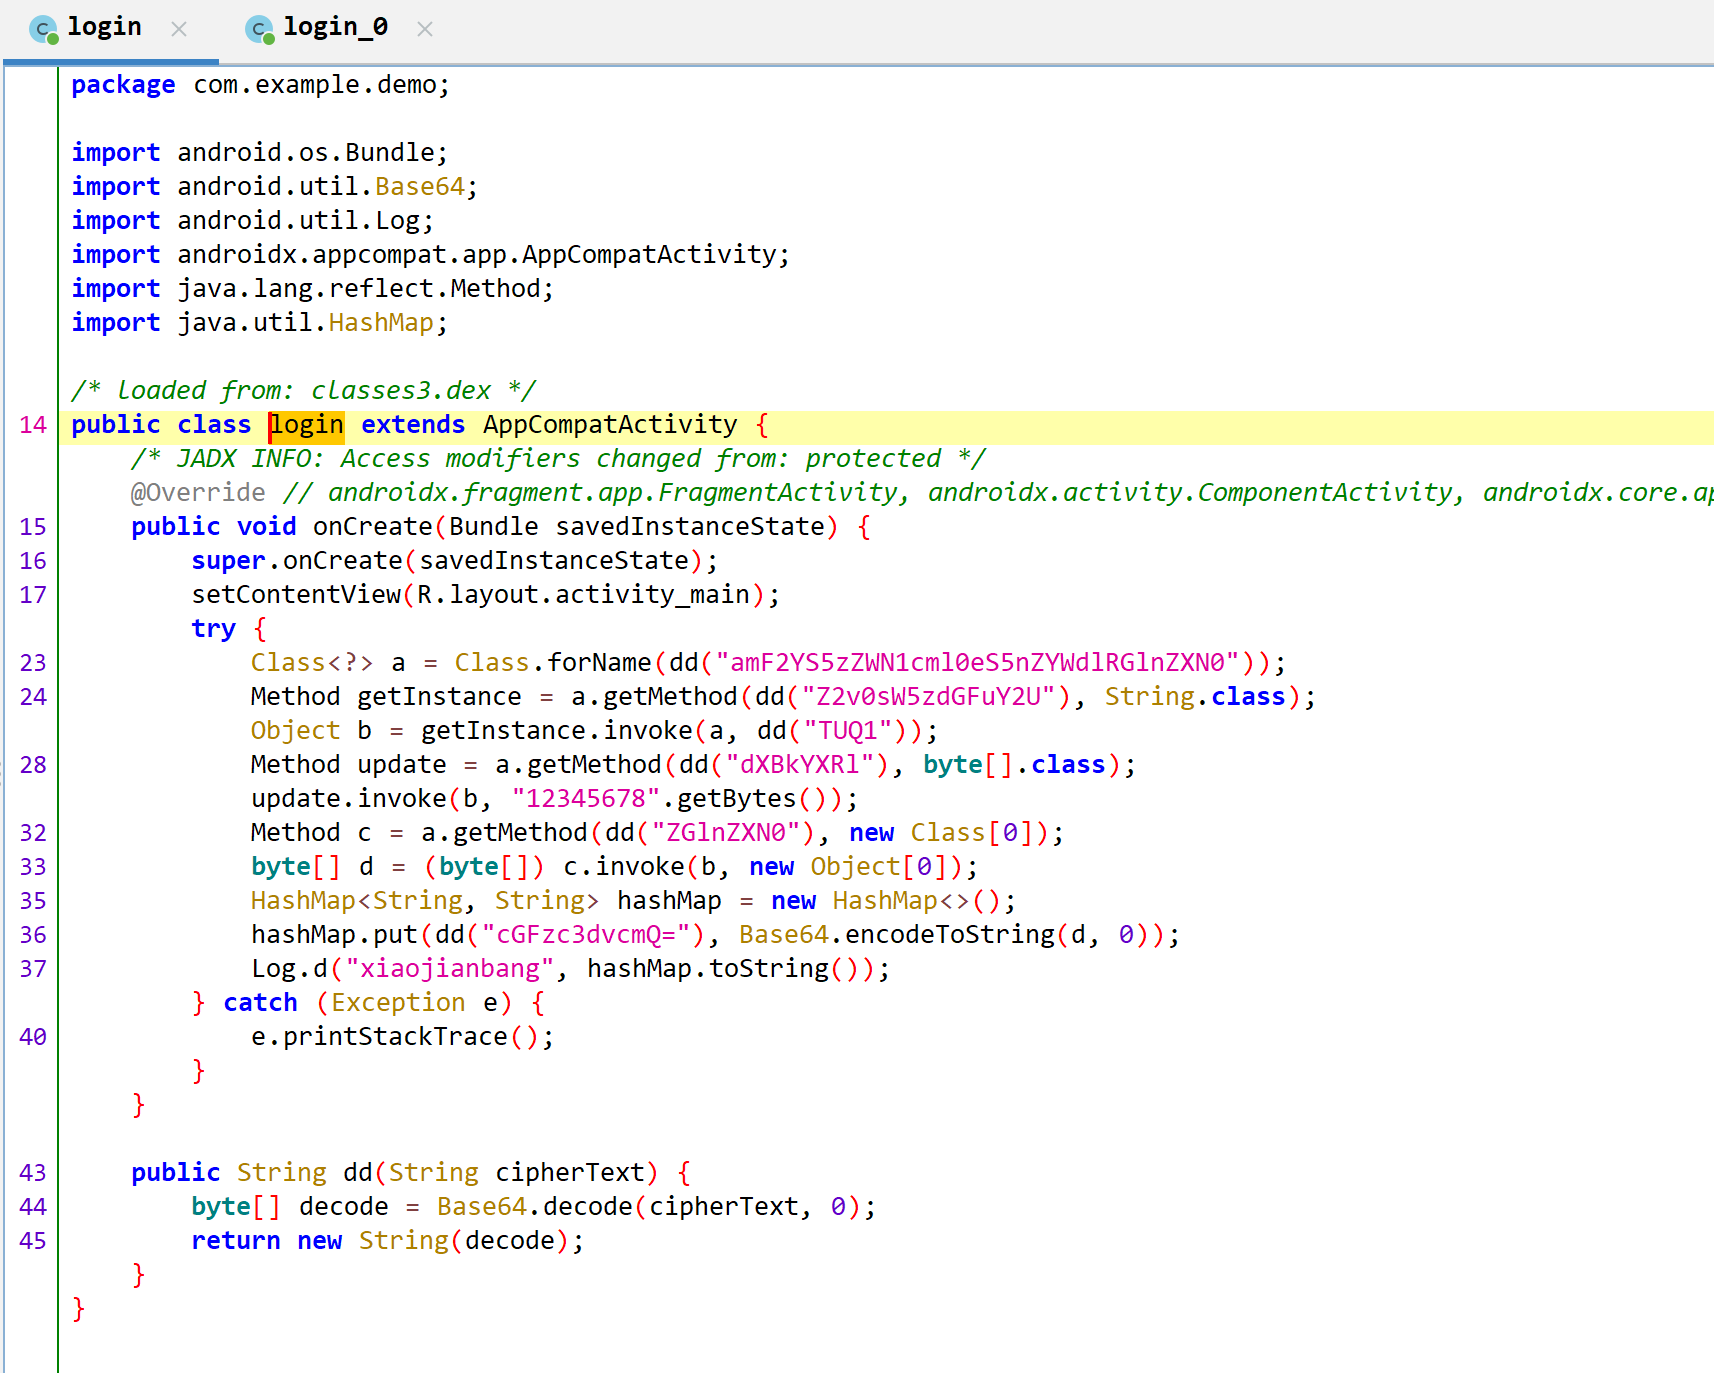 login × login_0 ×
package com.example.demo;
import android.os.Bundle;
import android.util.Base64;
import android.util.Log;
import androidx.appcompat.app.AppCompatActivity;
import java.lang.reflect.Method;
import java.util.HashMap;
/* loaded from: classes3.dex */
14 public class login extends AppCompatActivity {
/* JADX INFO: Access modifiers changed from: protected */
@Override // androidx.fragment.app.FragmentActivity, androidx.activity.ComponentActivity, androidx.core.ap
15 public void onCreate(Bundle savedInstanceState) {
16 super.onCreate(savedInstanceState);
17 setContentView(R.layout.activity_main);
try {
23 Class<?> a = Class.forName(dd("amF2YS5zZWN1cml0eS5nZYWdlRGlnZXN0"));
24 Method getInstance = a.getMethod(dd("Z2v0sW5zdGFuY2U"), String.class);
Object b = getInstance.invoke(a, dd("TUQ1"));
28 Method update = a.getMethod(dd("dXBkYXRl"), byte[].class);
update.invoke(b, "12345678".getBytes());
32 Method c = a.getMethod(dd("ZGlnZXN0"), new Class[0]);
33 byte[] d = (byte[]) c.invoke(b, new Object[0]);
35 HashMap<String, String> hashMap = new HashMap<>();
36 hashMap.put(dd("cGFzc3dvcmQ="), Base64.encodeToString(d, 0));
37 Log.d("xiaojianbang", hashMap.toString());
} catch (Exception e) {
40 e.printStackTrace();
}
}
43 public String dd(String cipherText) {
44 byte[] decode = Base64.decode(cipherText, 0);
45 return new String(decode);
}
}